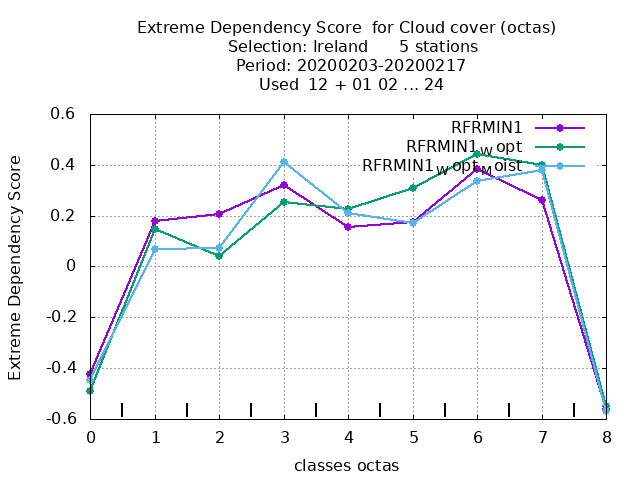 Extreme Dependency Score  for Cloud cover (octas)
Selection: Ireland      5 stations
Period: 20200203-20200217
Used  12 + 01 02 ... 24
RFRMIN1
RFRMIN1_Wopt
RFRMIN1_Wopt_Moist
Extreme Dependency Score
0.6
0.4
0.2
0
-0.2
-0.4
-0.6
0 1 2 3 4 5 6 7 8
classes octas